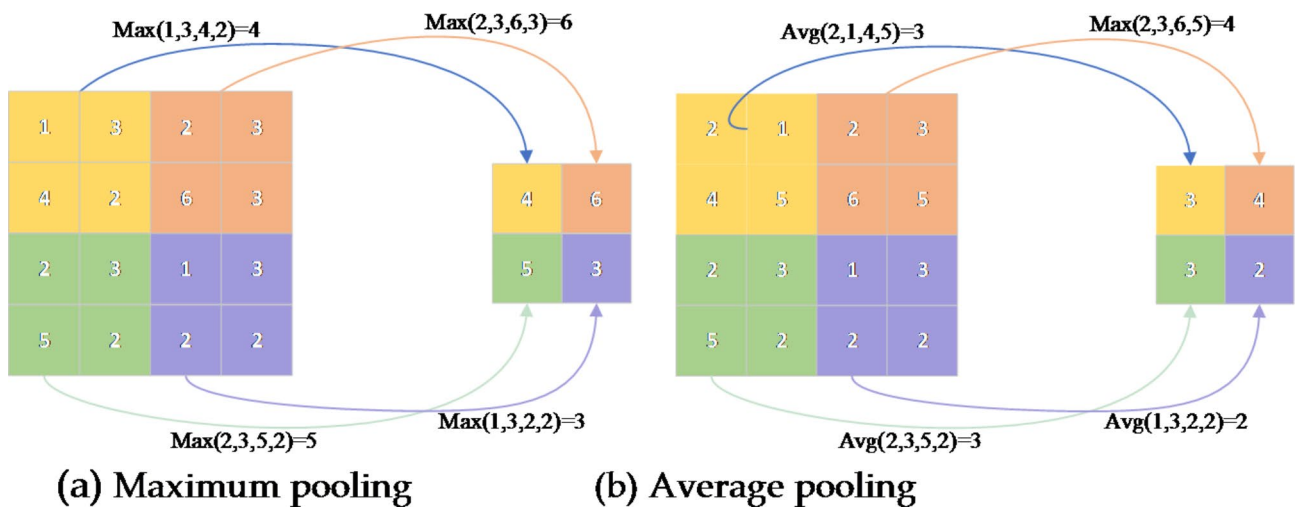 Max(1,3,4,2)=4
Max(2,3,6,3)=6
1 3 2 3
4 2 6 3
2 3 1 3
5 2 2 2
4 6
5 3
Max(2,3,5,2)=5
Max(1,3,2,2)=3
(a) Maximum pooling
Avg(2,1,4,5)=3
Max(2,3,6,5)=4
2 1 2 3
4 5 6 5
2 3 1 3
5 2 2 2
3 4
3 2
Avg(2,3,5,2)=3
Avg(1,3,2,2)=2
(b) Average pooling